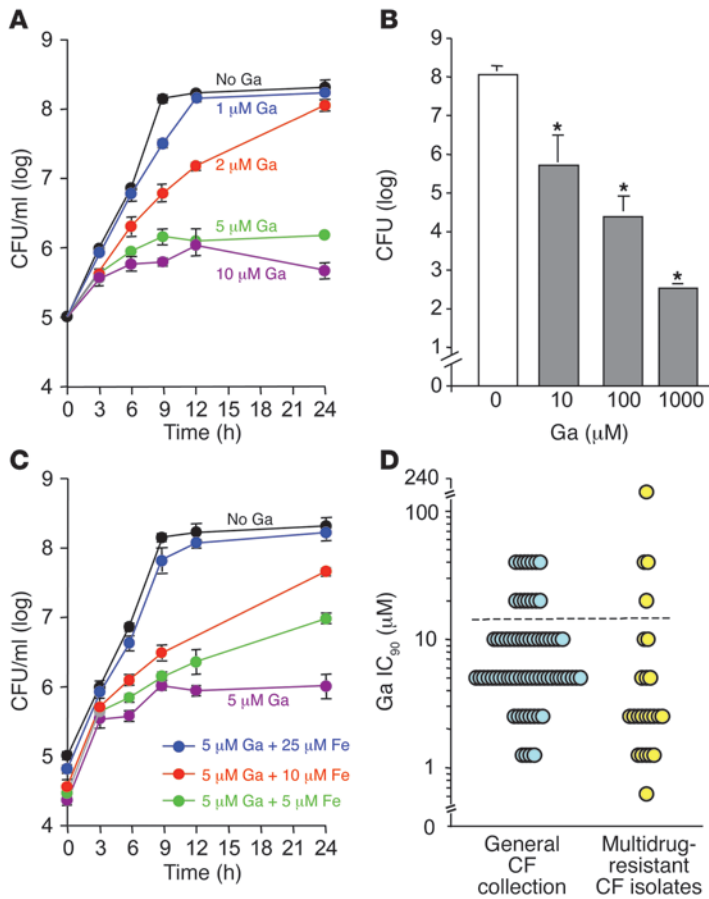 A
CFU/ml (log)
9
8
7
6
5
4
No Ga
1 μM Ga
2 μM Ga
5 μM Ga
10 μM Ga
0 3 6 9 12 15 18 21 24
Time (h)
B
CFU (log)
9
8
7
6
5
4
3
2
1
0
*
*
*
0 10 100 1000
Ga (μM)
C
CFU/ml (log)
9
8
7
6
5
4
No Ga
5 μM Ga
5 μM Ga + 25 μM Fe
5 μM Ga + 10 μM Fe
5 μM Ga + 5 μM Fe
0 3 6 9 12 15 18 21 24
Time (h)
D
Ga IC90 (μM)
240
100
10
1
0
General
CF
collection
Multidrug-
resistant
CF isolates